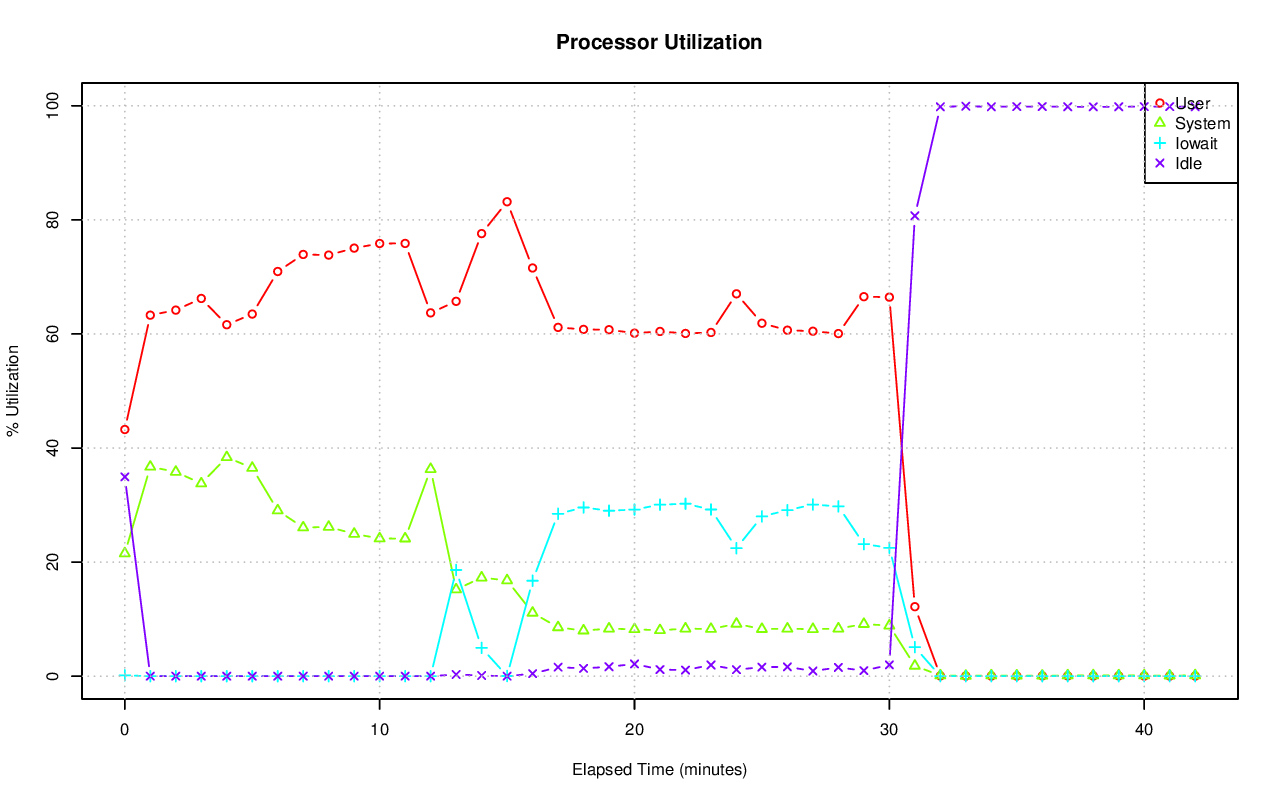 Processor Utilization
% Utilization
100
80
60
40
20
0
User
System
Iowait
Idle
0 10 20 30 40
Elapsed Time (minutes)